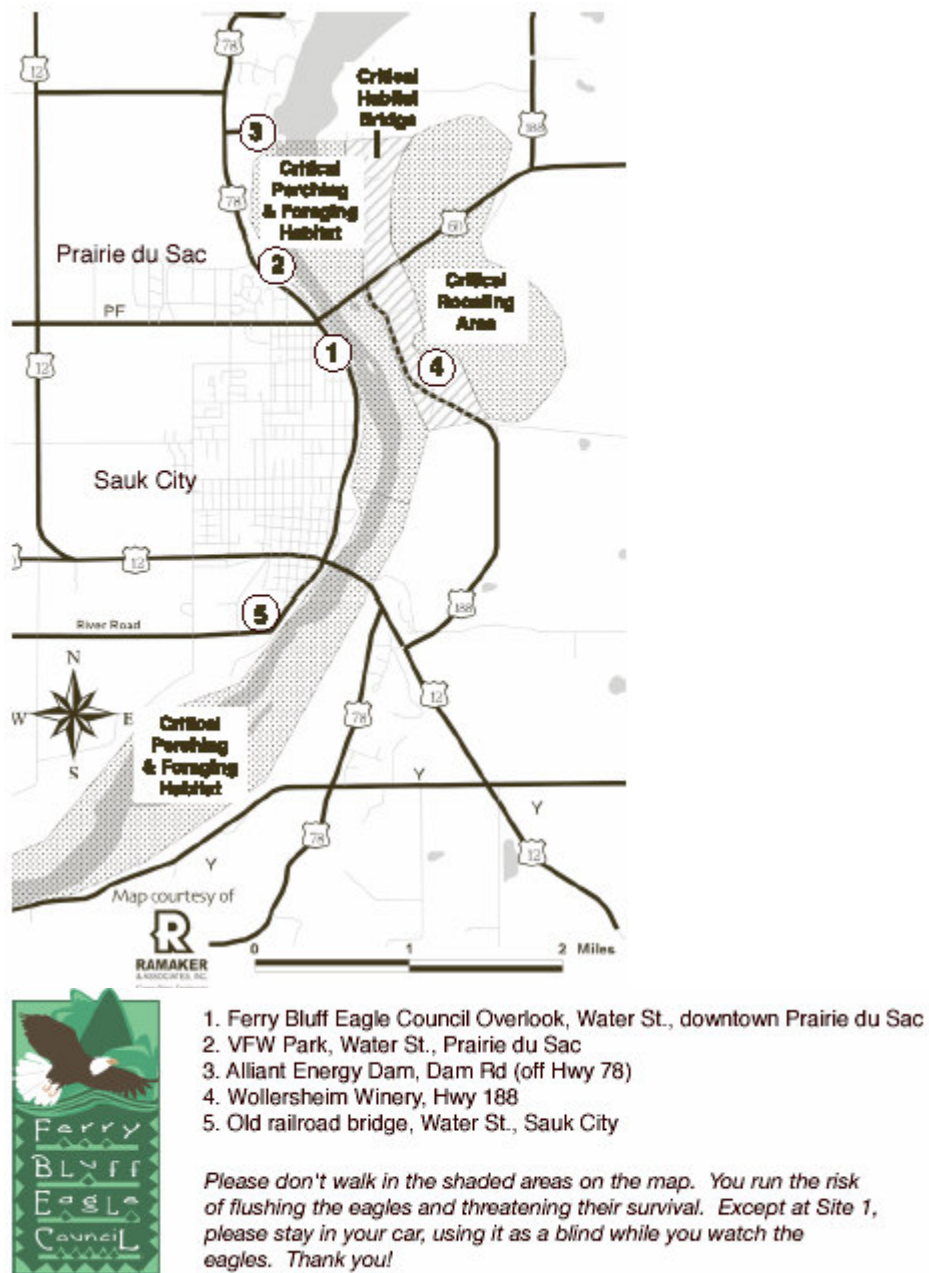 78
12
Critical
Habitat
Bridge
3
188
Critical
Perching
& Foraging
Habitat
78
60
Prairie du Sac
2
Critical
Roosting
Area
PF
1
12
4
Sauk City
12
5
188
River Road
N
W E
S
12
78
Critical
Perching
& Foraging
Habitat
Y
Y
78
12
Y
Map courtesy of
R
RAMAKER
& ASSOCIATES, INC.
0 1 2 Miles
1. Ferry Bluff Eagle Council Overlook, Water St., downtown Prairie du Sac
2. VFW Park, Water St., Prairie du Sac
3. Alliant Energy Dam, Dam Rd (off Hwy 78)
4. Wollersheim Winery, Hwy 188
5. Old railroad bridge, Water St., Sauk City
Ferry
Bluff
Eagle
Council
Please don't walk in the shaded areas on the map. You run the risk
of flushing the eagles and threatening their survival. Except at Site 1,
please stay in your car, using it as a blind while you watch the
eagles. Thank you!